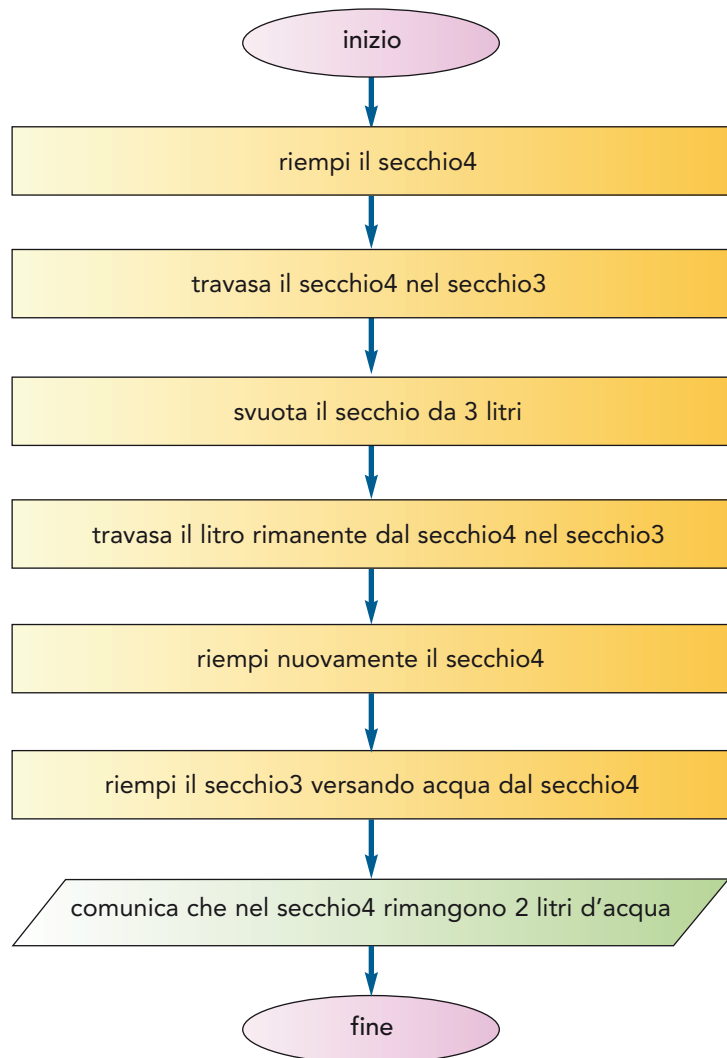 inizio
riempi il secchio4
travasa il secchio4 nel secchio3
svuota il secchio da 3 litri
travasa il litro rimanente dal secchio4 nel secchio3
riempi nuovamente il secchio4
riempi il secchio3 versando acqua dal secchio4
comunica che nel secchio4 rimangono 2 litri d’acqua
fine